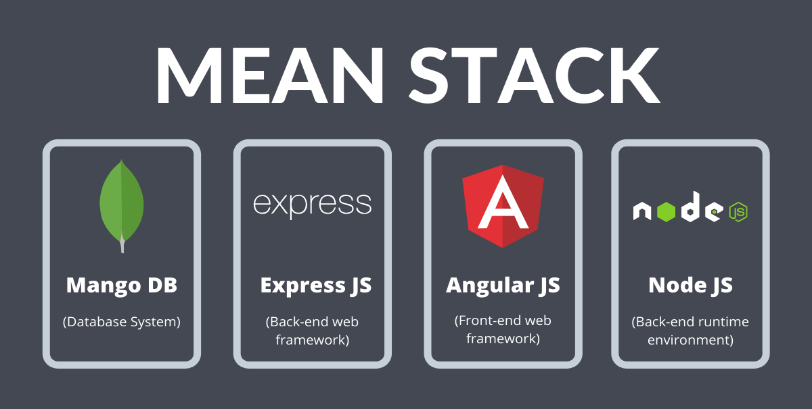 MEAN STACK
Mango DB
(Database System)
express
Express JS
(Back-end web
framework)
A
Angular JS
(Front-end web
framework)
node
JS
Node JS
(Back-end runtime
environment)